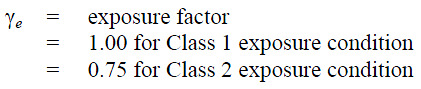 γe = exposure factor
= 1.00 for Class 1 exposure condition
= 0.75 for Class 2 exposure condition